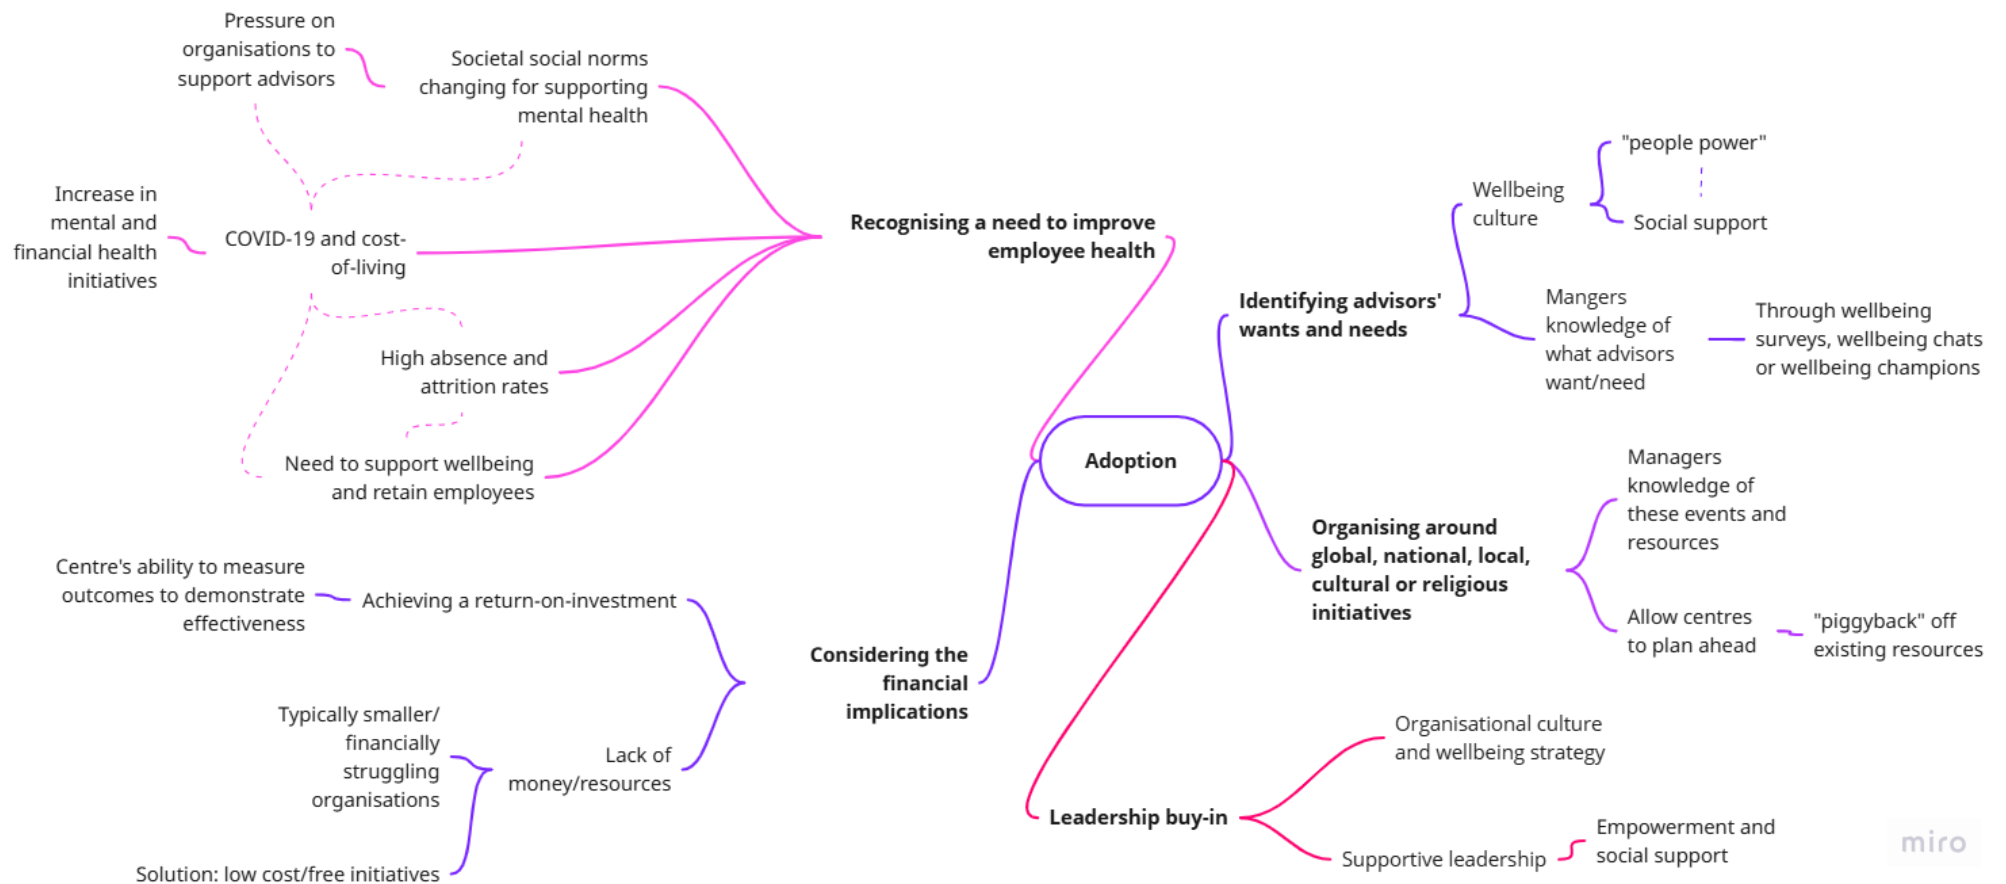 Pressure on
organisations to
support advisors
Societal social norms
changing for supporting
mental health
Increase in
mental and
financial health
initiatives
COVID-19 and cost-
of-living
High absence and
attrition rates
Need to support wellbeing
and retain employees
Recognising a need to improve
employee health
Centre's ability to measure
outcomes to demonstrate
effectiveness
Achieving a return-on-investment
Typically smaller/
financially
struggling
organisations
Lack of
money/resources
Solution: low cost/free initiatives
Considering the
financial
implications
Adoption
Identifying advisors'
wants and needs
Wellbeing
culture
"people power"
Social support
Mangers
knowledge of
what advisors
want/need
Through wellbeing
surveys, wellbeing chats
or wellbeing champions
Organising around
global, national, local,
cultural or religious
initiatives
Managers
knowledge of
these events and
resources
Allow centres
to plan ahead
"piggyback" off
existing resources
Leadership buy-in
Organisational culture
and wellbeing strategy
Supportive leadership
Empowerment and
social support
miro